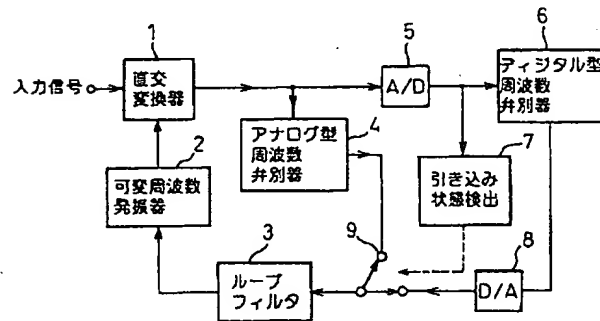 1
直交
変換器
入力信号
5
A/D
6
ディジタル型
周波数
弁別器
アナログ型
周波数
弁別器
4
2
可変周波数
発振器
7
引き込み
状態検出
3
ループ
フィルタ
9
8
D/A